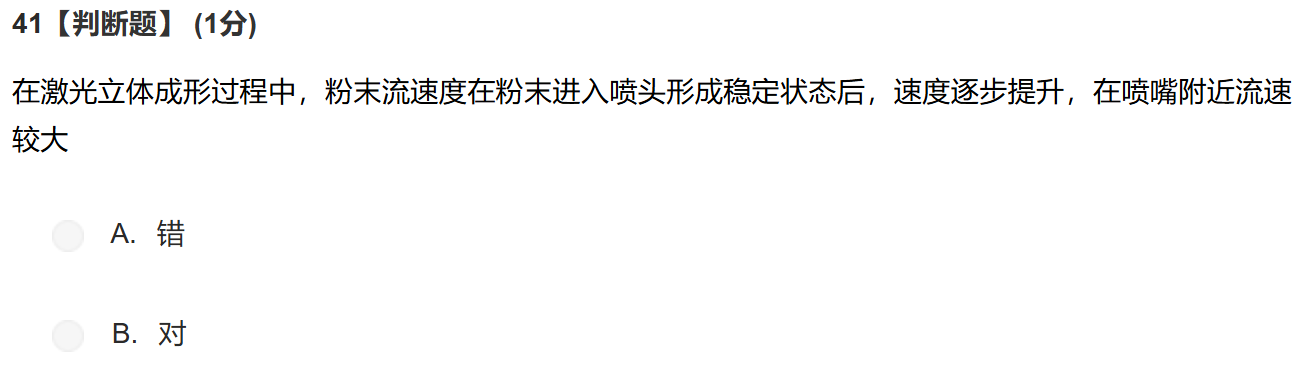 41【判断题】 (1分)
在激光立体成形过程中，粉末流速度在粉末进入喷头形成稳定状态后，速度逐步提升，在喷嘴附近流速
较大
A. 错
B. 对